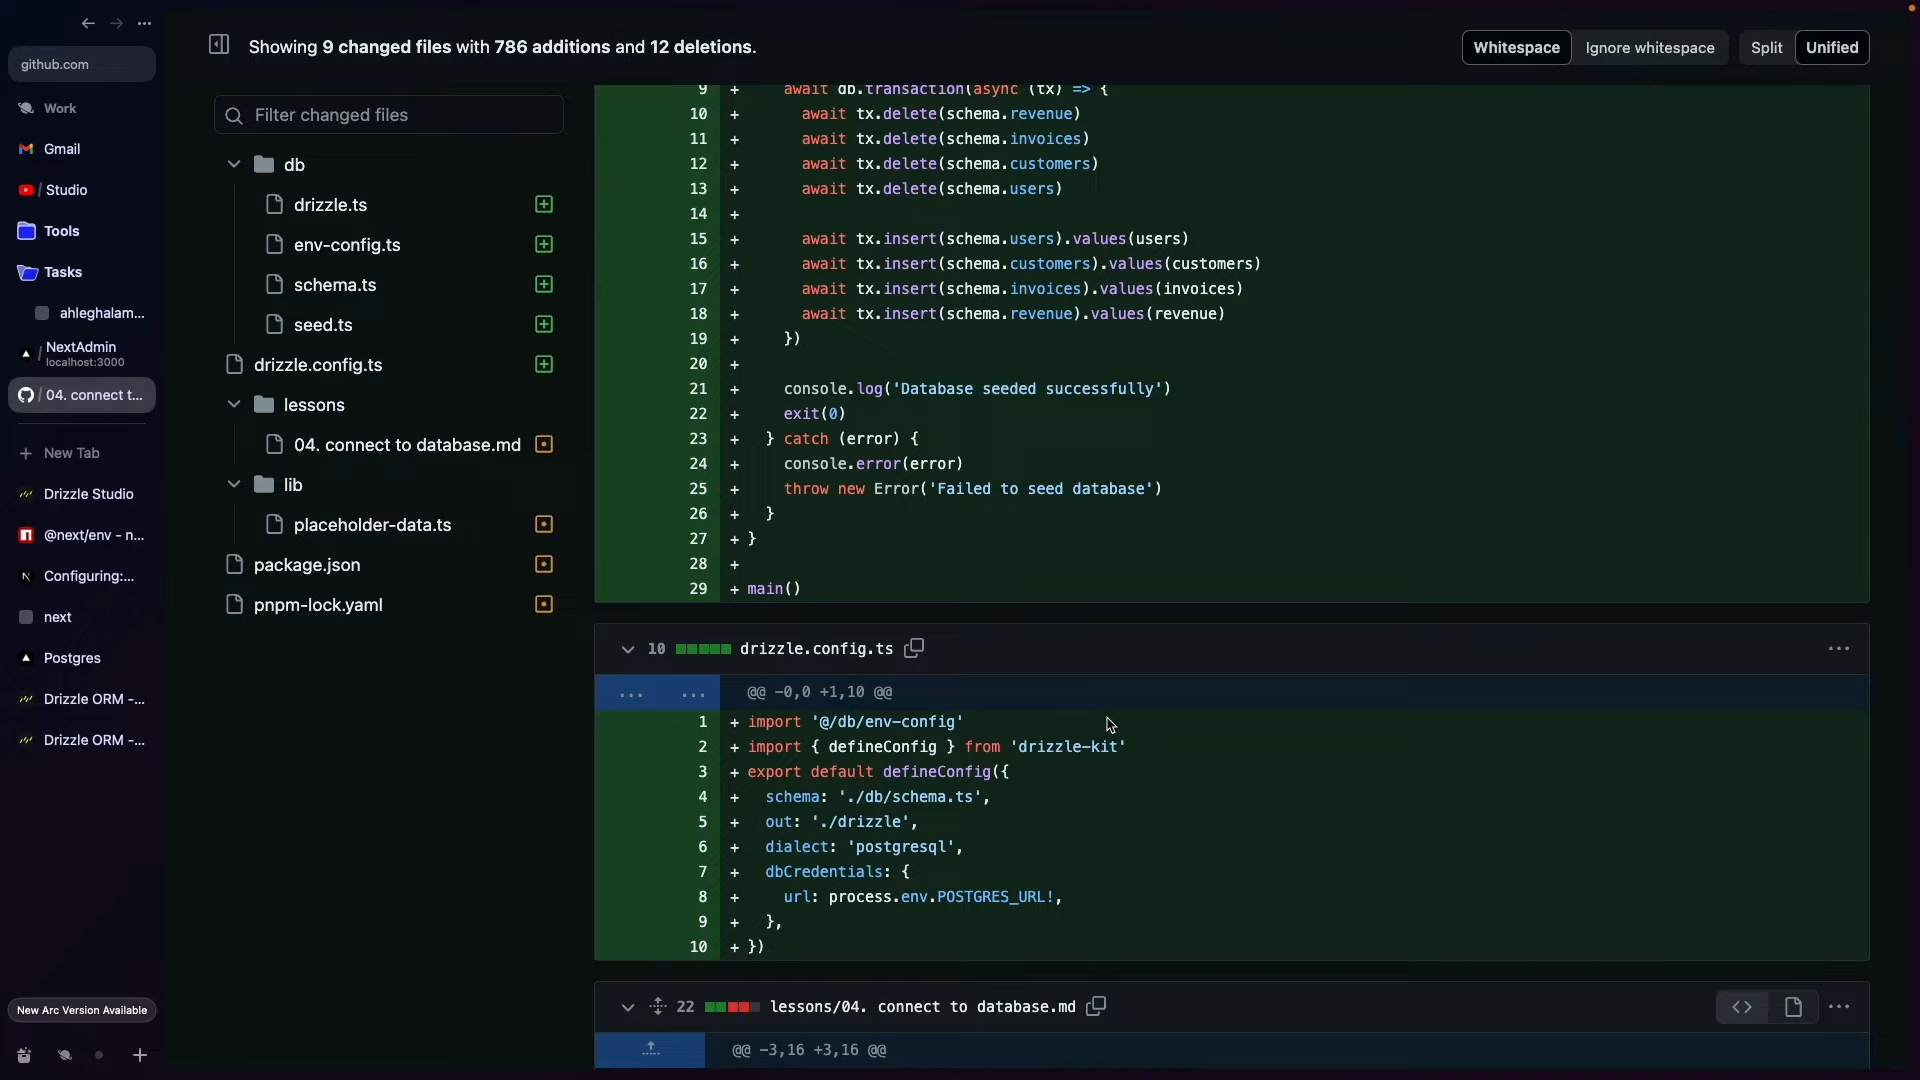 github.com
Work
Gmail
/ Studio
Tools
Tasks
ahleghalam...
/ NextAdmin
localhost:3000
/ 04. connect t...
New Tab
Drizzle Studio
@next/env - n...
Configuring:...
next
Postgres
Drizzle ORM -...
Drizzle ORM -...
New Arc Version Available
Showing 9 changed files with 786 additions and 12 deletions.
Whitespace
Ignore whitespace
Split
Unified
Filter changed files
db
drizzle.ts
env-config.ts
schema.ts
seed.ts
drizzle.config.ts
lessons
04. connect to database.md
lib
placeholder-data.ts
package.json
pnpm-lock.yaml
9 + await db.transaction(async (tx) => {
10 + await tx.delete(schema.revenue)
11 + await tx.delete(schema.invoices)
12 + await tx.delete(schema.customers)
13 + await tx.delete(schema.users)
14 +
15 + await tx.insert(schema.users).values(users)
16 + await tx.insert(schema.customers).values(customers)
17 + await tx.insert(schema.invoices).values(invoices)
18 + await tx.insert(schema.revenue).values(revenue)
19 + })
20 +
21 + console.log('Database seeded successfully')
22 + exit(0)
23 + } catch (error) {
24 + console.error(error)
25 + throw new Error('Failed to seed database')
26 + }
27 + }
28 +
29 + main()
10 drizzle.config.ts
... ... @@ -0,0 +1,10 @@
1 + import '@/db/env-config'
2 + import { defineConfig } from 'drizzle-kit'
3 + export default defineConfig({
4 + schema: './db/schema.ts',
5 + out: './drizzle',
6 + dialect: 'postgresql',
7 + dbCredentials: {
8 + url: process.env.POSTGRES_URL!,
9 + },
10 + })
22 lessons/04. connect to database.md
@@ -3,16 +3,16 @@